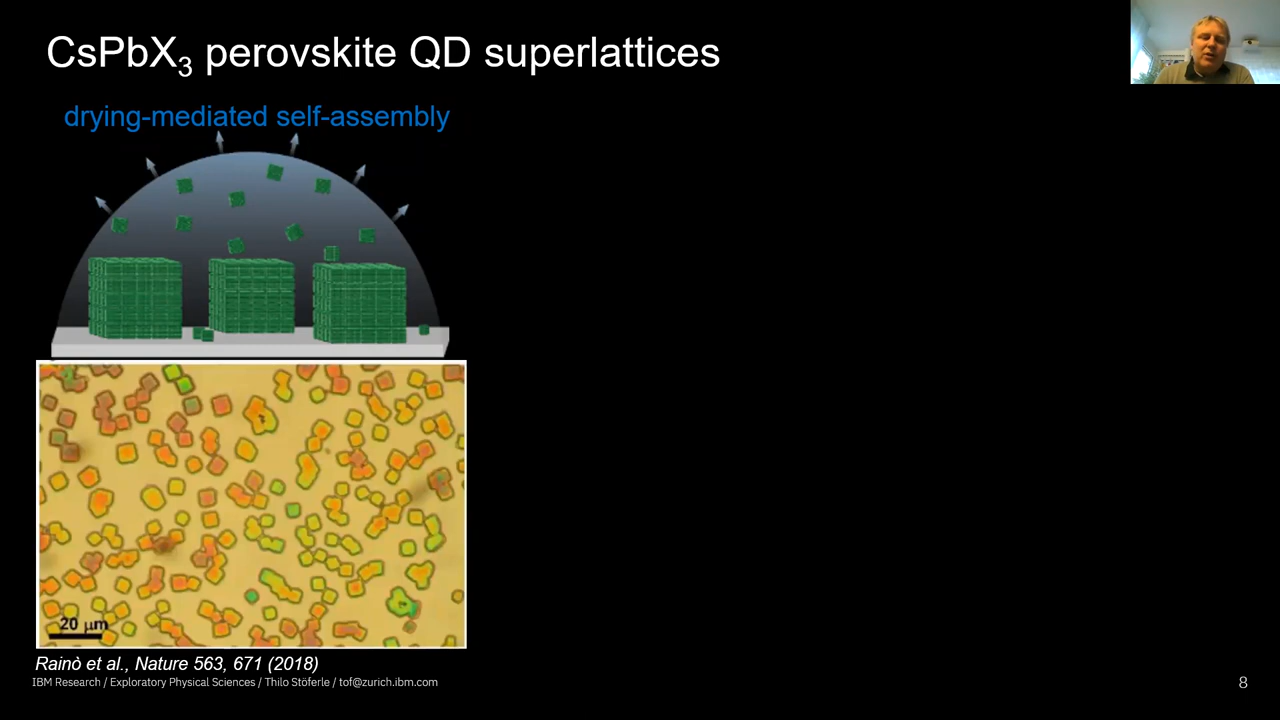 CsPbX₃ perovskite QD superlattices
drying-mediated self-assembly
20 μm
Rainò et al., Nature 563, 671 (2018)
IBM Research / Exploratory Physical Sciences / Thilo Stöferle / tof@zurich.ibm.com
8